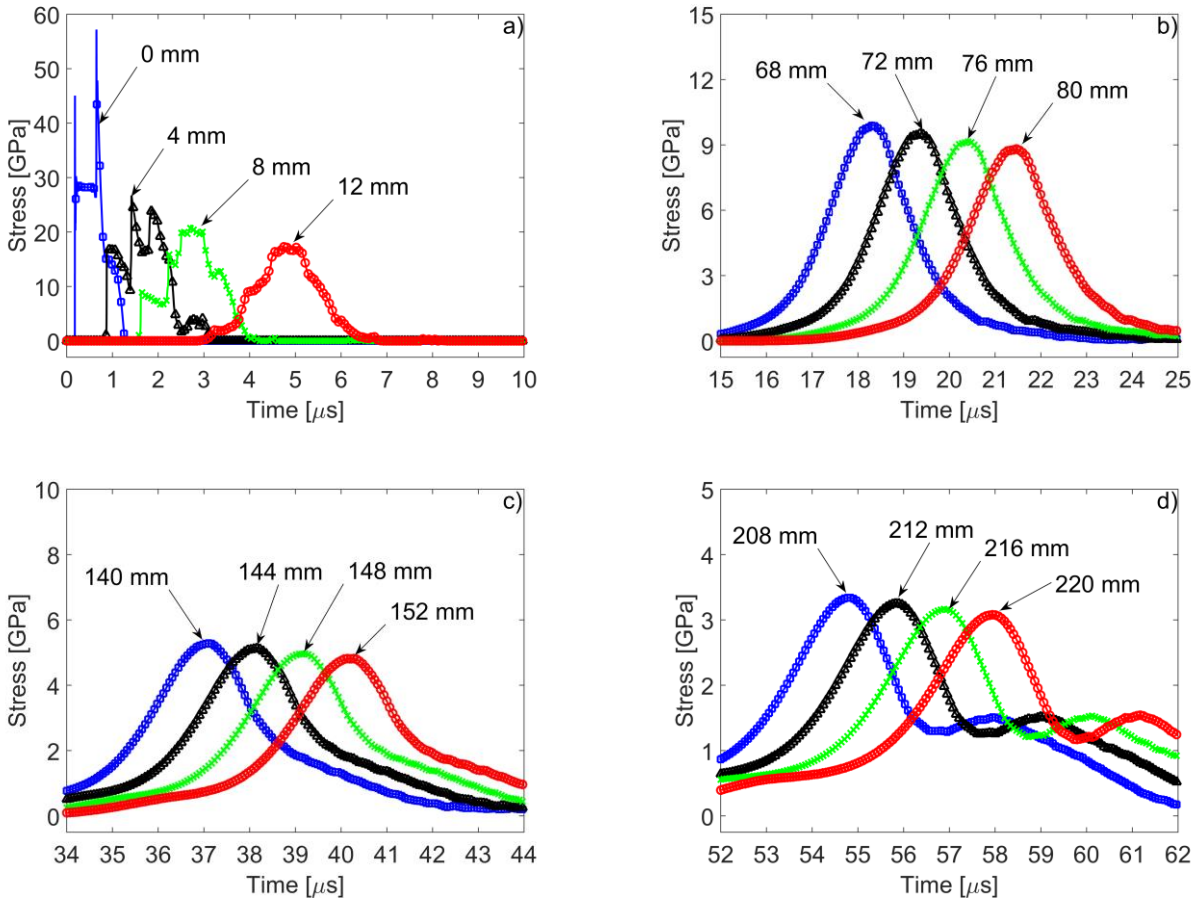 a)
Stress [GPa]
60
50
40
30
20
10
0
0 mm
4 mm
8 mm
12 mm
0 1 2 3 4 5 6 7 8 9 10
Time [μs]
b)
Stress [GPa]
15
12
9
6
3
0
68 mm
72 mm
76 mm
80 mm
15 16 17 18 19 20 21 22 23 24 25
Time [μs]
c)
Stress [GPa]
10
8
6
4
2
0
140 mm
144 mm
148 mm
152 mm
34 35 36 37 38 39 40 41 42 43 44
Time [μs]
d)
Stress [GPa]
5
4
3
2
1
0
208 mm
212 mm
216 mm
220 mm
52 53 54 55 56 57 58 59 60 61 62
Time [μs]